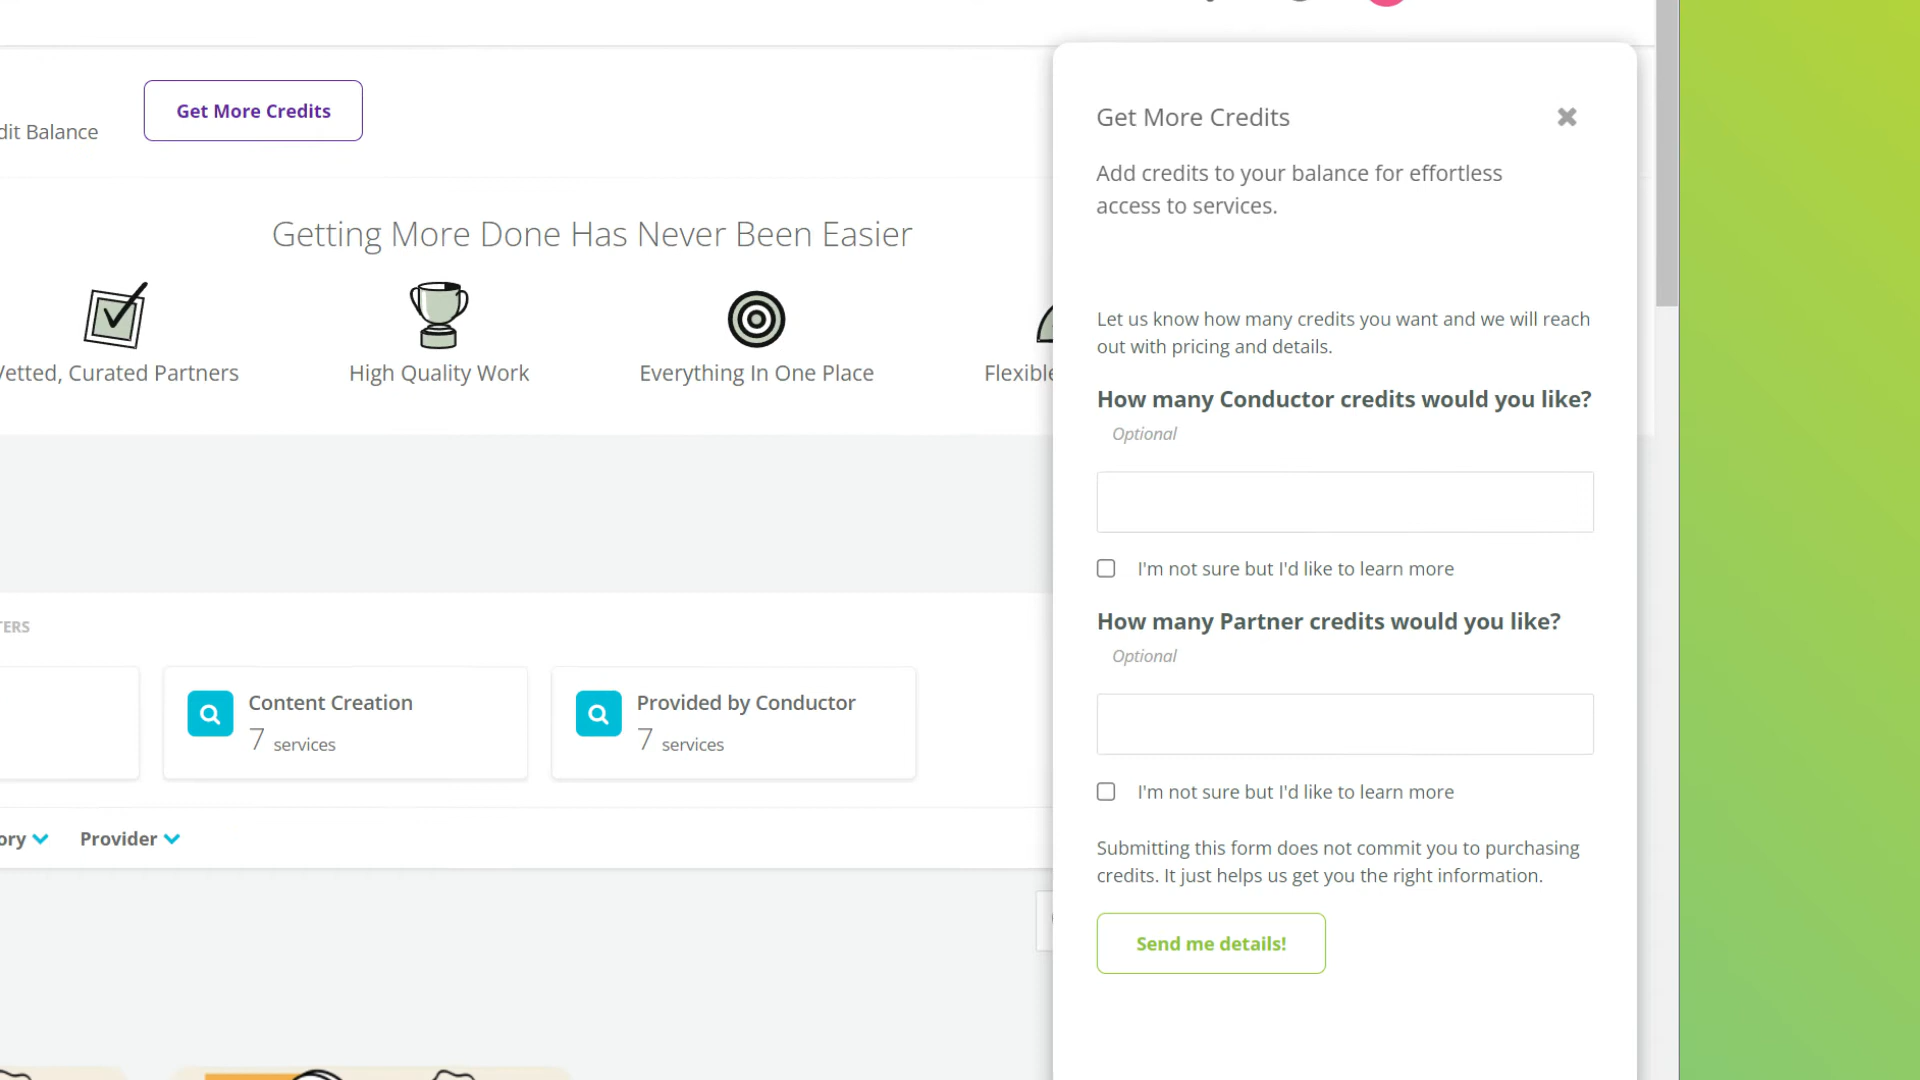 Get More Credits
Balance
Getting More Done Has Never Been Easier
Vetted, Curated Partners
High Quality Work
Everything In One Place
Content Creation
7 services
Provided by Conductor
7 services
Provider
Get More Credits
Add credits to your balance for effortless
access to services.
Let us know how many credits you want and we will reach
out with pricing and details.
How many Conductor credits would you like?
Optional
I'm not sure but I'd like to learn more
How many Partner credits would you like?
Optional
I'm not sure but I'd like to learn more
Submitting this form does not commit you to purchasing
credits. It just helps us get you the right information.
Send me details!